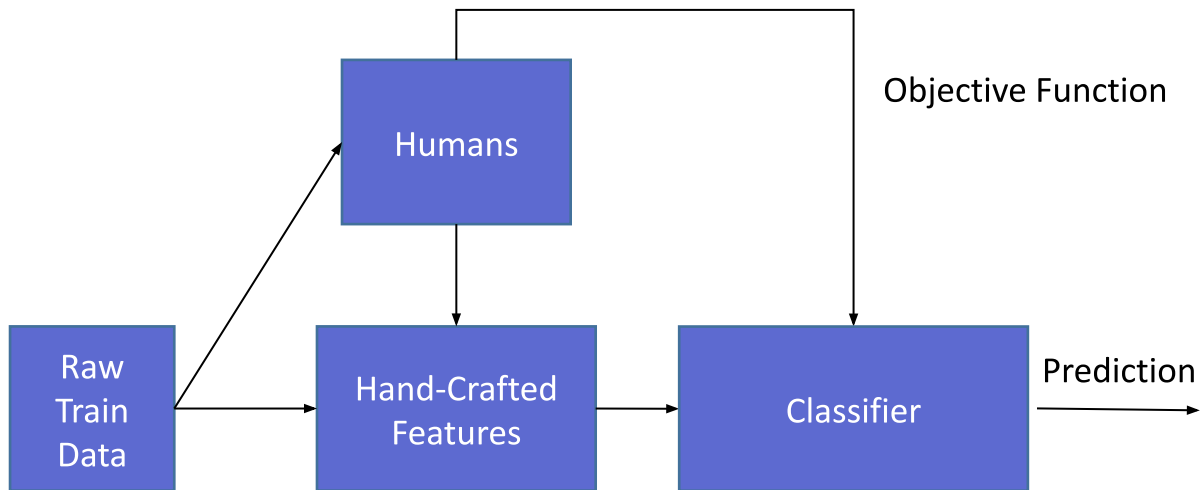 Humans
Objective Function
Raw
Train
Data
Hand-Crafted
Features
Classifier
Prediction